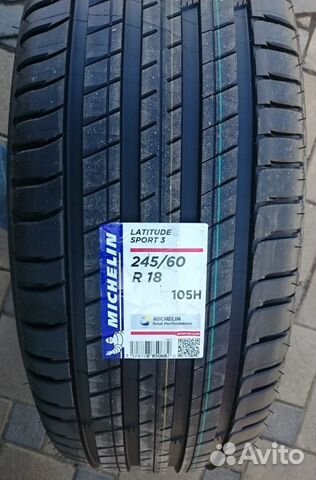 MICHELIN
LATITUDE
SPORT 3
245/60
R 18
105H
MICHELIN
Total Performance
Avito